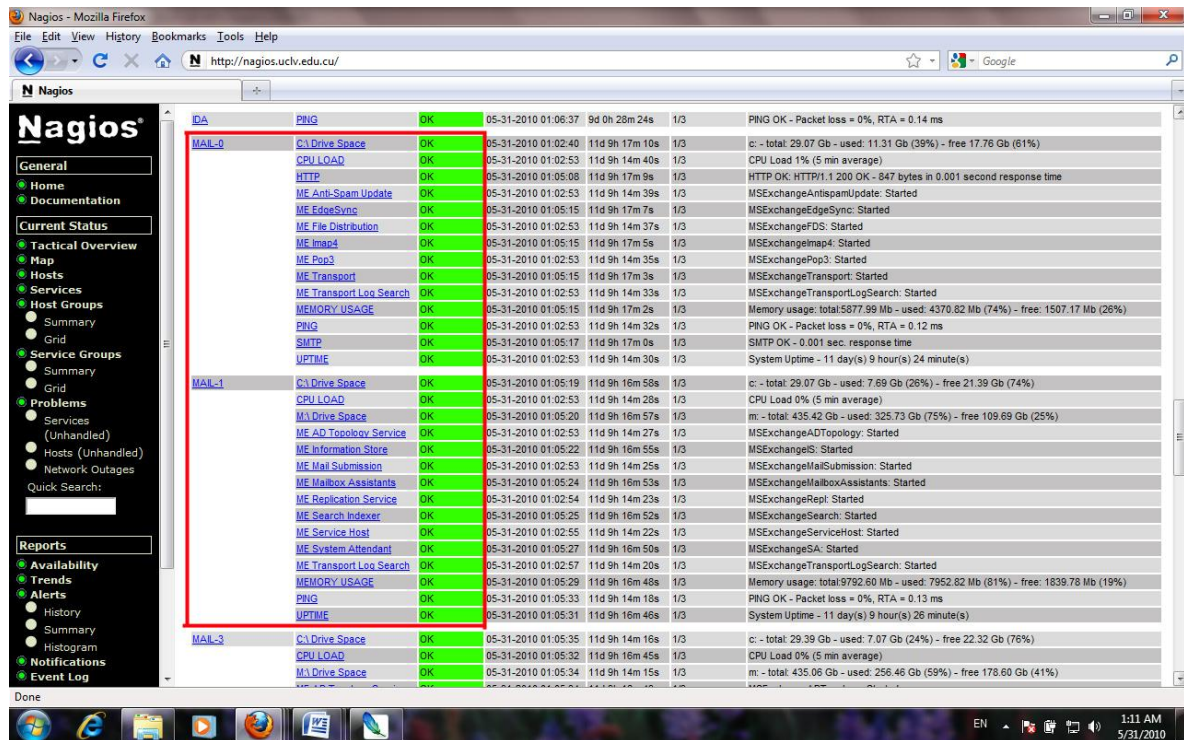 Nagios - Mozilla Firefox
File Edit View History Bookmarks Tools Help
N http://nagios.uclv.edu.cu/
Google
N Nagios
Nagios®
General
Home
Documentation
Current Status
Tactical Overview
Map
Hosts
Services
Host Groups
Summary
Grid
Service Groups
Summary
Grid
Problems
Services
(Unhandled)
Hosts (Unhandled)
Network Outages
Quick Search:
Reports
Availability
Trends
Alerts
History
Summary
Histogram
Notifications
Event Log
IDA PING OK 05-31-2010 01:06:37 9d 0h 28m 24s 1/3 PING OK - Packet loss = 0%, RTA = 0.14 ms
MAIL-0 C:\ Drive Space OK 05-31-2010 01:02:40 11d 9h 17m 10s 1/3 c: - total: 29.07 Gb - used: 11.31 Gb (39%) - free 17.76 Gb (61%)
CPU LOAD OK 05-31-2010 01:02:53 11d 9h 14m 40s 1/3 CPU Load 1% (5 min average)
HTTP OK 05-31-2010 01:05:08 11d 9h 17m 9s 1/3 HTTP OK: HTTP/1.1 200 OK - 847 bytes in 0.001 second response time
ME Anti-Spam Update OK 05-31-2010 01:02:53 11d 9h 14m 39s 1/3 MSExchangeAntispamUpdate: Started
ME EdgeSync OK 05-31-2010 01:05:15 11d 9h 17m 7s 1/3 MSExchangeEdgeSync: Started
ME File Distribution OK 05-31-2010 01:02:53 11d 9h 14m 37s 1/3 MSExchangeFDS: Started
ME Imap4 OK 05-31-2010 01:05:15 11d 9h 17m 5s 1/3 MSExchangeImap4: Started
ME Pop3 OK 05-31-2010 01:02:53 11d 9h 14m 35s 1/3 MSExchangePop3: Started
ME Transport OK 05-31-2010 01:05:15 11d 9h 17m 3s 1/3 MSExchangeTransport: Started
ME Transport Log Search OK 05-31-2010 01:02:53 11d 9h 14m 33s 1/3 MSExchangeTransportLogSearch: Started
MEMORY USAGE OK 05-31-2010 01:05:15 11d 9h 17m 2s 1/3 Memory usage: total:5877.99 Mb - used: 4370.82 Mb (74%) - free: 1507.17 Mb (26%)
PING OK 05-31-2010 01:02:53 11d 9h 14m 32s 1/3 PING OK - Packet loss = 0%, RTA = 0.12 ms
SMTP OK 05-31-2010 01:05:17 11d 9h 17m 0s 1/3 SMTP OK - 0.001 sec. response time
UPTIME OK 05-31-2010 01:02:53 11d 9h 14m 30s 1/3 System Uptime - 11 day(s) 9 hour(s) 24 minute(s)
MAIL-1 C:\ Drive Space OK 05-31-2010 01:05:19 11d 9h 16m 58s 1/3 c: - total: 29.07 Gb - used: 7.69 Gb (26%) - free 21.39 Gb (74%)
CPU LOAD OK 05-31-2010 01:02:53 11d 9h 14m 28s 1/3 CPU Load 0% (5 min average)
M:\ Drive Space OK 05-31-2010 01:05:20 11d 9h 16m 57s 1/3 m: - total: 435.42 Gb - used: 325.73 Gb (75%) - free 109.69 Gb (25%)
ME AD Topology Service OK 05-31-2010 01:02:53 11d 9h 14m 27s 1/3 MSExchangeADTopology: Started
ME Information Store OK 05-31-2010 01:05:22 11d 9h 16m 55s 1/3 MSExchangeIS: Started
ME Mail Submission OK 05-31-2010 01:02:53 11d 9h 14m 25s 1/3 MSExchangeMailSubmission: Started
ME Mailbox Assistants OK 05-31-2010 01:05:24 11d 9h 16m 53s 1/3 MSExchangeMailboxAssistants: Started
ME Replication Service OK 05-31-2010 01:02:54 11d 9h 14m 23s 1/3 MSExchangeRepl: Started
ME Search Indexer OK 05-31-2010 01:05:25 11d 9h 16m 52s 1/3 MSExchangeSearch: Started
ME Service Host OK 05-31-2010 01:02:53 11d 9h 14m 22s 1/3 MSExchangeServiceHost: Started
ME System Attendant OK 05-31-2010 01:05:27 11d 9h 16m 50s 1/3 MSExchangeSA: Started
ME Transport Log Search OK 05-31-2010 01:02:57 11d 9h 14m 20s 1/3 MSExchangeTransportLogSearch: Started
MEMORY USAGE OK 05-31-2010 01:05:29 11d 9h 16m 48s 1/3 Memory usage: total:9792.60 Mb - used: 7952.82 Mb (81%) - free: 1839.78 Mb (19%)
PING OK 05-31-2010 01:05:33 11d 9h 14m 18s 1/3 PING OK - Packet loss = 0%, RTA = 0.13 ms
UPTIME OK 05-31-2010 01:05:31 11d 9h 16m 46s 1/3 System Uptime - 11 day(s) 9 hour(s) 26 minute(s)
MAIL-3 C:\ Drive Space OK 05-31-2010 01:05:35 11d 9h 14m 16s 1/3 c: - total: 29.39 Gb - used: 7.07 Gb (24%) - free 22.32 Gb (76%)
CPU LOAD OK 05-31-2010 01:05:32 11d 9h 16m 45s 1/3 CPU Load 0% (5 min average)
M:\ Drive Space OK 05-31-2010 01:05:34 11d 9h 14m 15s 1/3 m: - total: 435.06 Gb - used: 256.46 Gb (59%) - free 178.60 Gb (41%)
Done
EN 1:11 AM
5/31/2010